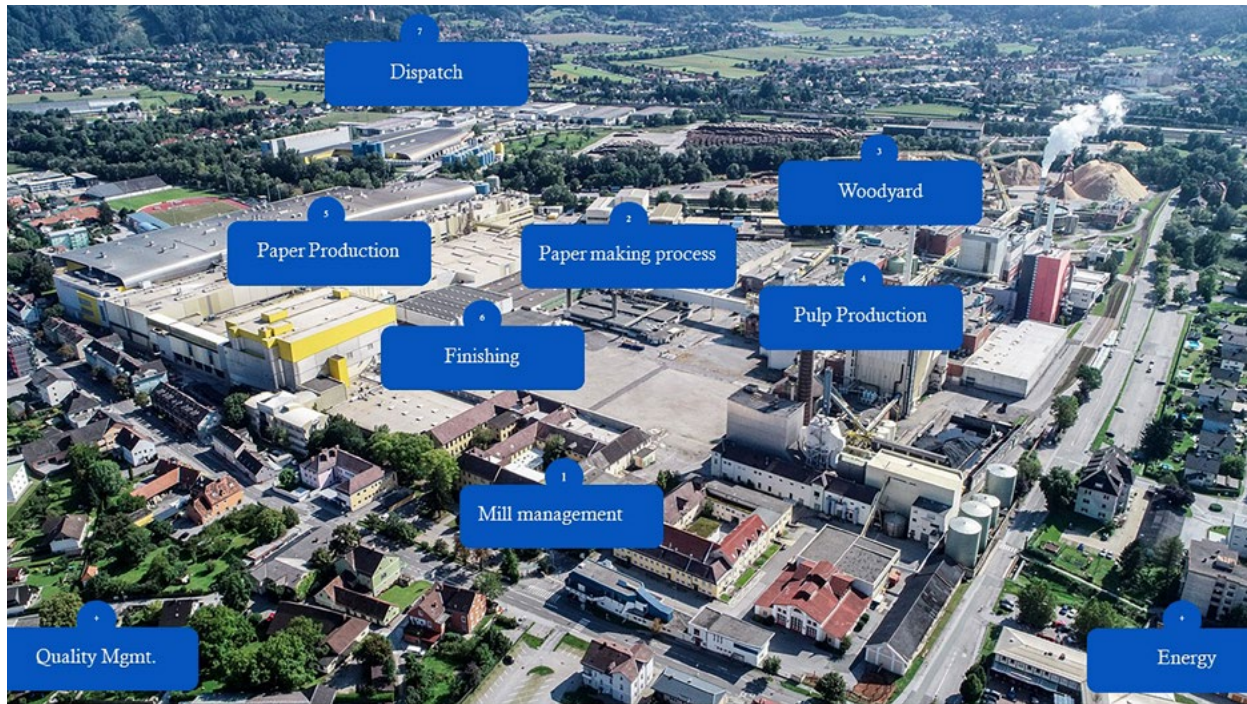 7
Dispatch
3
Woodyard
5
Paper Production
2
Paper making process
4
Pulp Production
6
Finishing
1
Mill management
+
Quality Mgmt.
+
Energy